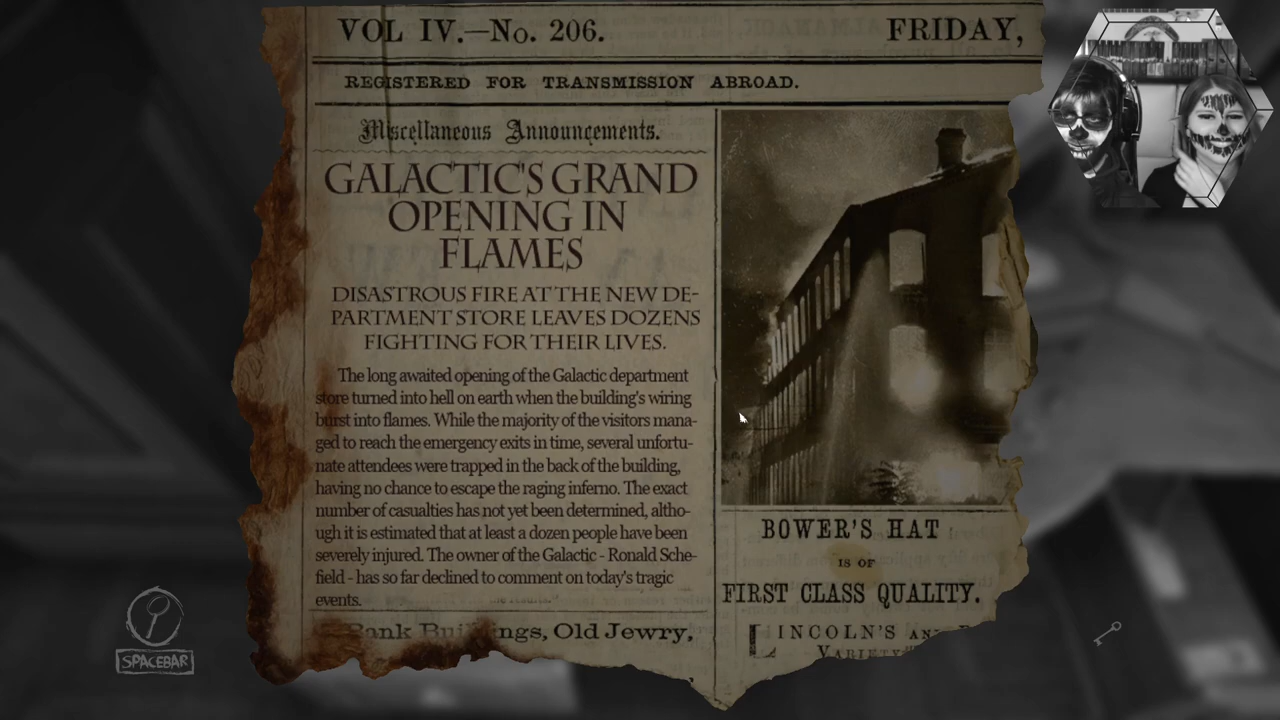 VOL IV.—No. 206.
FRIDAY,
REGISTERED FOR TRANSMISSION ABROAD.
Miscellaneous Announcements.
GALACTIC'S GRAND
OPENING IN
FLAMES
DISASTROUS FIRE AT THE NEW DE-
PARTMENT STORE LEAVES DOZENS
FIGHTING FOR THEIR LIVES.
The long awaited opening of the Galactic department
store turned into hell on earth when the building's wiring
burst into flames. While the majority of the visitors mana-
ged to reach the emergency exits in time, several unfortu-
nate attendees were trapped in the back of the building,
having no chance to escape the raging inferno. The exact
number of casualties has not yet been determined, altho-
ugh it is estimated that at least a dozen people have been
severely injured. The owner of the Galactic - Ronald Sche-
field - has so far declined to comment on today's tragic
events.
Bank Buildings, Old Jewry,
BOWER'S HAT
IS OF
FIRST CLASS QUALITY.
LINCOLN'S AND
VARIETY
SPACEBAR